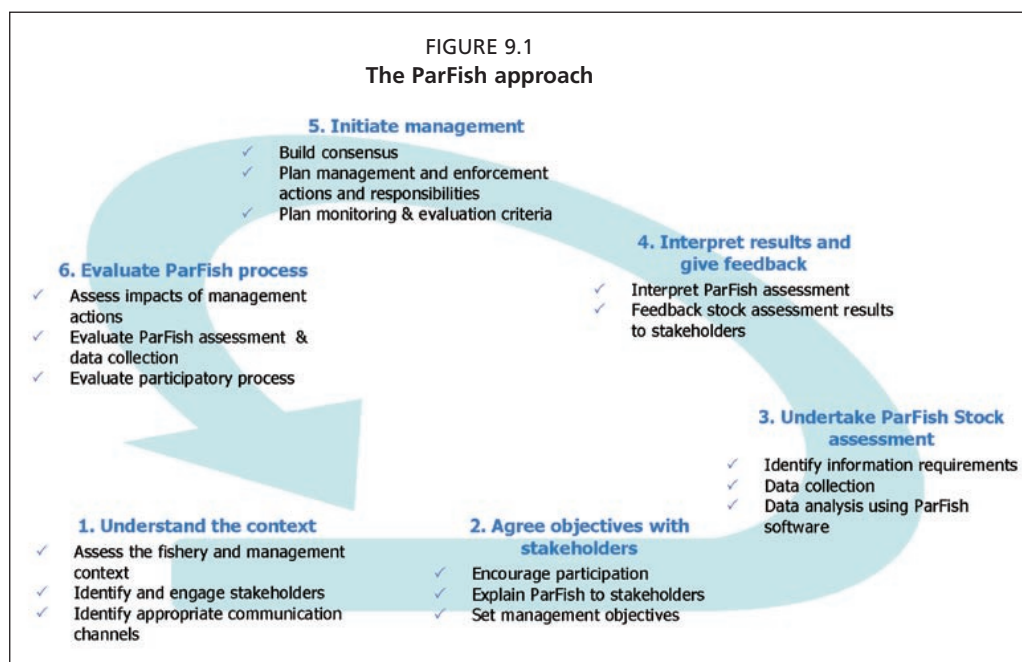 FIGURE 9.1
The ParFish approach
5. Initiate management
✓ Build consensus
✓ Plan management and enforcement
actions and responsibilities
✓ Plan monitoring & evaluation criteria
4. Interpret results and
give feedback
✓ Interpret ParFish assessment
✓ Feedback stock assessment results
to stakeholders
6. Evaluate ParFish process
✓ Assess impacts of management
actions
✓ Evaluate ParFish assessment &
data collection
✓ Evaluate participatory process
3. Undertake ParFish Stock
assessment
✓ Identify information requirements
✓ Data collection
✓ Data analysis using ParFish
software
1. Understand the context
✓ Assess the fishery and management
context
✓ Identify and engage stakeholders
✓ Identify appropriate communication
channels
2. Agree objectives with
stakeholders
✓ Encourage participation
✓ Explain ParFish to stakeholders
✓ Set management objectives